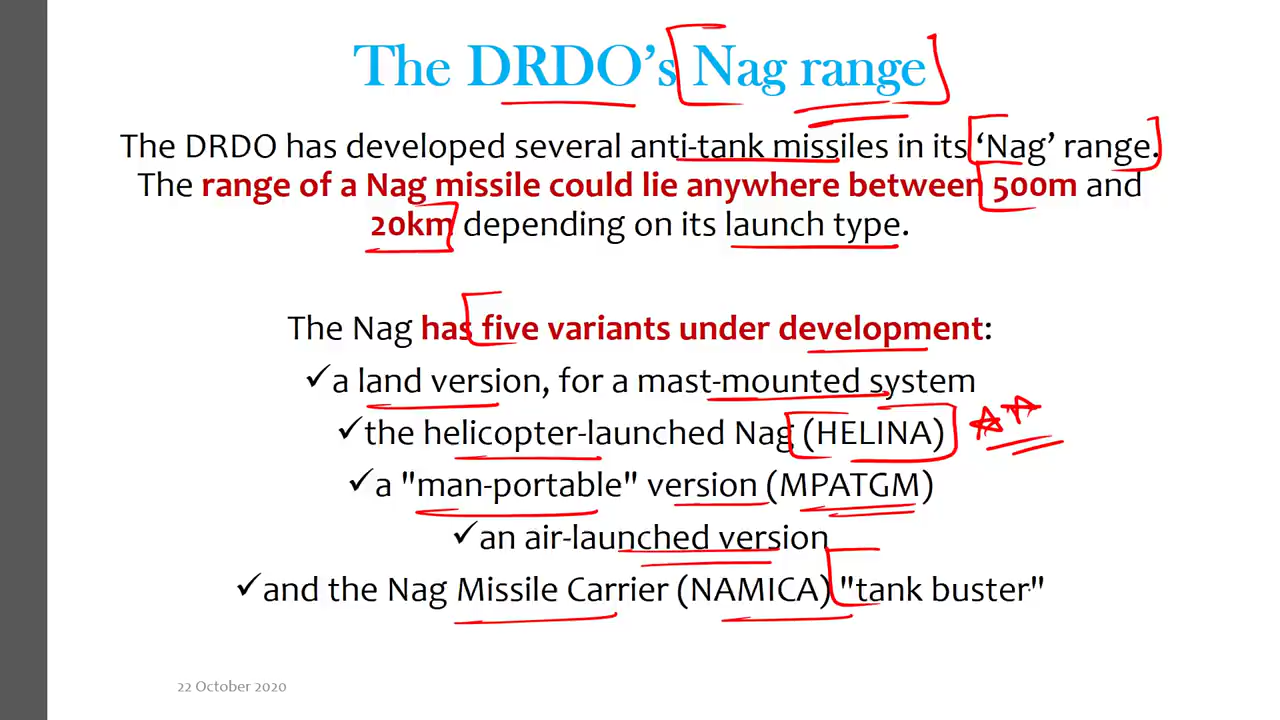 The DRDO's Nag range
The DRDO has developed several anti-tank missiles in its 'Nag' range.
The range of a Nag missile could lie anywhere between 500m and
20km depending on its launch type.
The Nag has five variants under development:
✓a land version, for a mast-mounted system
✓the helicopter-launched Nag (HELINA)
✓a "man-portable" version (MPATGM)
✓an air-launched version
✓and the Nag Missile Carrier (NAMICA) "tank buster"
22 October 2020